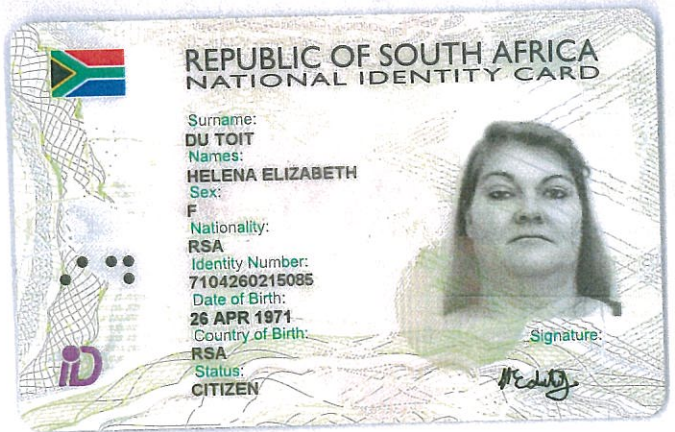 REPUBLIC OF SOUTH AFRICA
NATIONAL IDENTITY CARD
Surname:
DU TOIT
Names:
HELENA ELIZABETH
Sex:
F
Nationality:
RSA
Identity Number:
7104260215085
Date of Birth:
26 APR 1971
Country of Birth:
RSA
Status:
CITIZEN
Signature:
iD